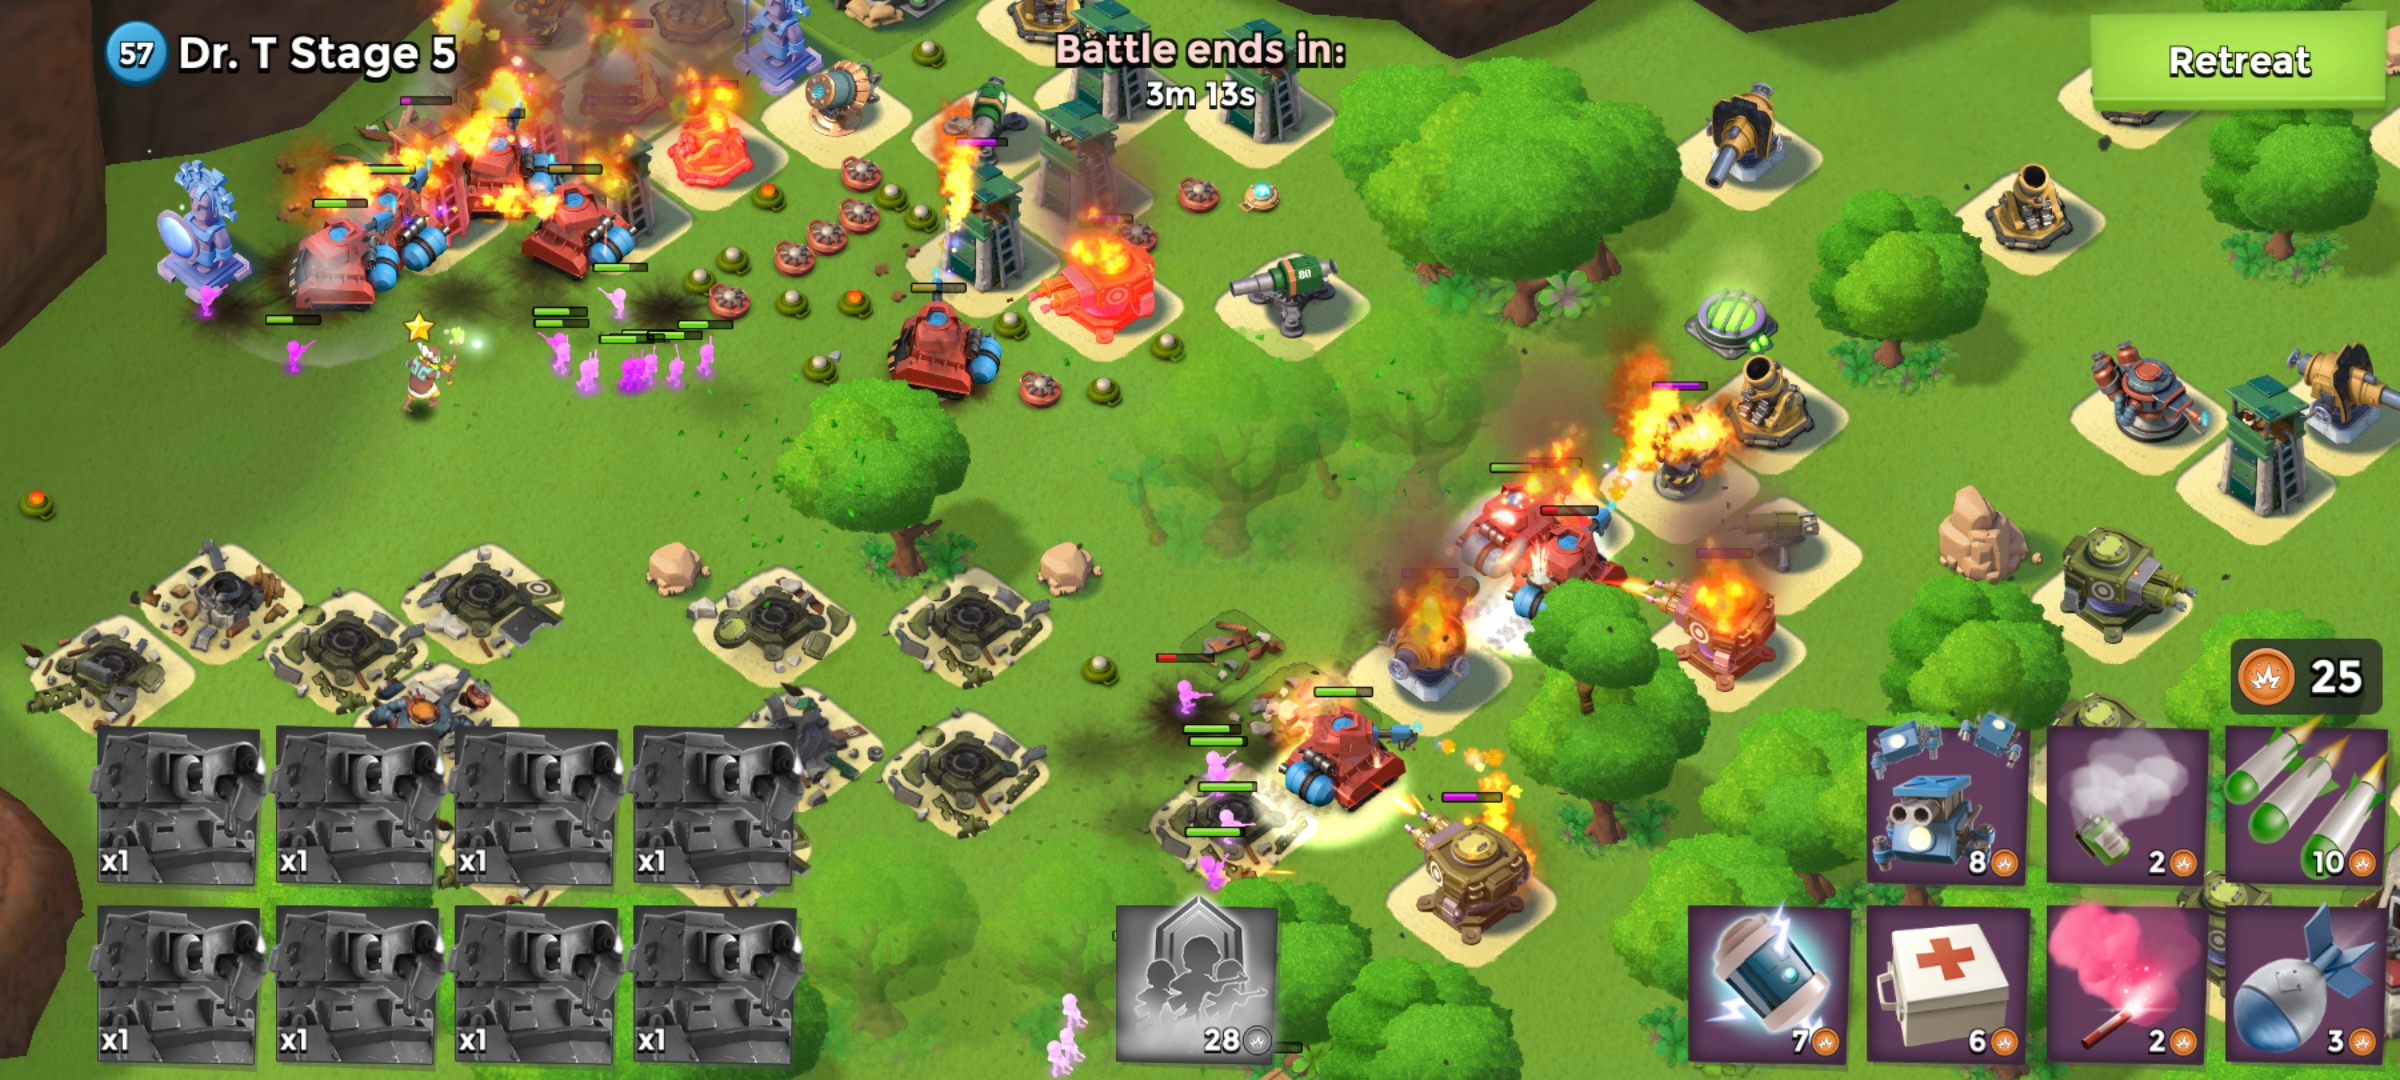 57 Dr. T Stage 5
Battle ends in:
3m 13s
Retreat
80
25
x1 x1 x1 x1
8 2 10
x1 x1 x1 x1
28 7 6 2 3